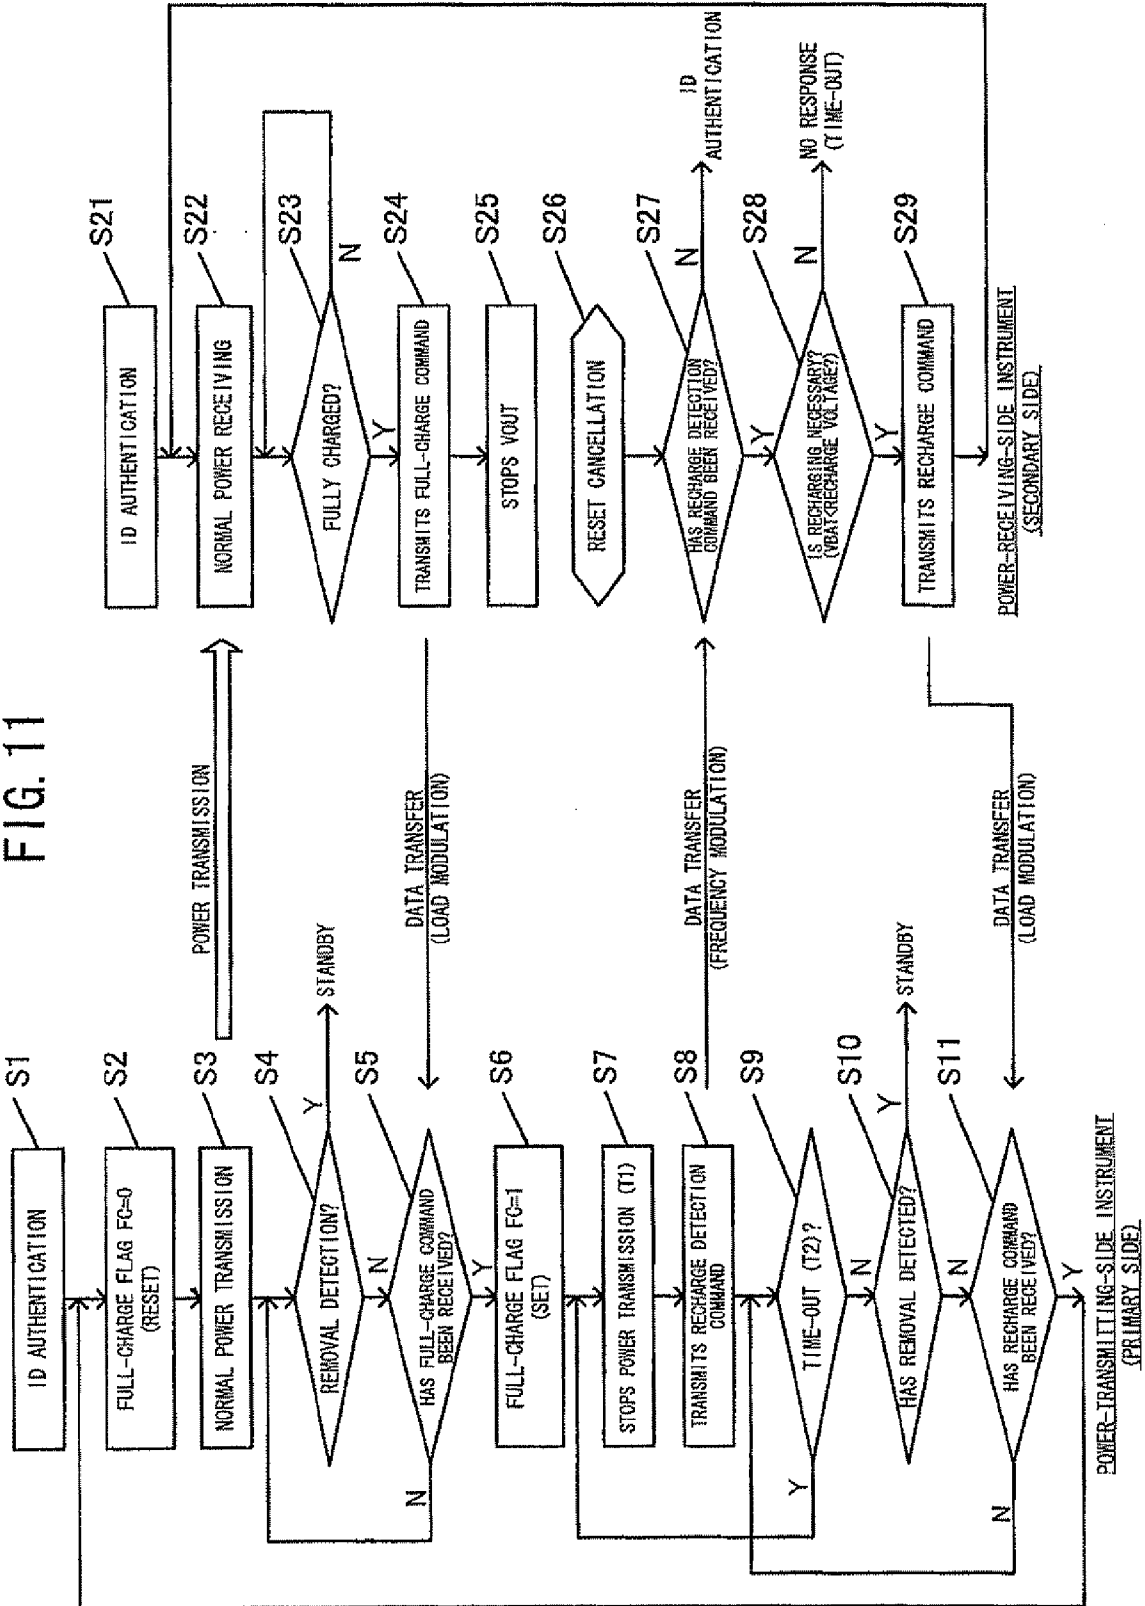 FIG. 11
S1
ID AUTHENTICATION
S2
FULL-CHARGE FLAG FC=0
(RESET)
S3
NORMAL POWER TRANSMISSION
S4
REMOVAL DETECTION?
Y
STANDBY
N
S5
HAS FULL-CHARGE COMMAND
BEEN RECEIVED?
N
Y
S6
FULL-CHARGE FLAG FC=1
(SET)
S7
STOPS POWER TRANSMISSION (T1)
S8
TRANSMITS RECHARGE DETECTION
COMMAND
S9
TIME-OUT (T2)?
Y
N
S10
HAS REMOVAL DETECTED?
Y
STANDBY
N
S11
HAS RECHARGE COMMAND
BEEN RECEIVED?
N
Y
POWER-TRANSMITTING-SIDE INSTRUMENT
(PRIMARY SIDE)
POWER TRANSMISSION
DATA TRANSFER
(LOAD MODULATION)
DATA TRANSFER
(FREQUENCY MODULATION)
DATA TRANSFER
(LOAD MODULATION)
S21
ID AUTHENTICATION
S22
NORMAL POWER RECEIVING
S23
FULLY CHARGED?
N
Y
S24
TRANSMITS FULL-CHARGE COMMAND
S25
STOPS VOUT
S26
RESET CANCELLATION
S27
HAS RECHARGE DETECTION
COMMAND BEEN RECEIVED?
N
ID
AUTHENTICATION
Y
S28
IS RECHARGING NECESSARY?
(VBAT<RECHARGE VOLTAGE?)
N
NO RESPONSE
(TIME-OUT)
Y
S29
TRANSMITS RECHARGE COMMAND
POWER-RECEIVING-SIDE INSTRUMENT
(SECONDARY SIDE)